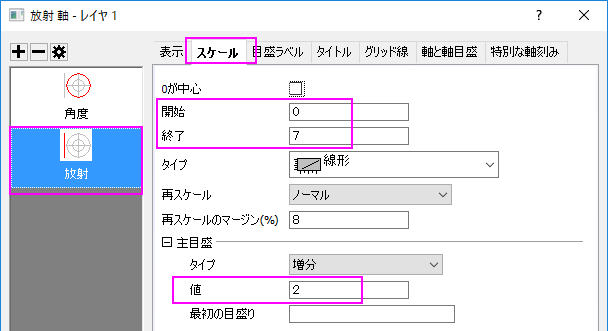 放射 軸 - レイヤ 1
?
表示 スケール 目盛ラベル タイトル グリッド線 軸と軸目盛 特別な軸刻み
角度
放射
0が中心
開始 0
終了 7
タイプ 線形
再スケール ノーマル
再スケールのマージン(%) 8
主目盛
タイプ 増分
値 2
最初の目盛り